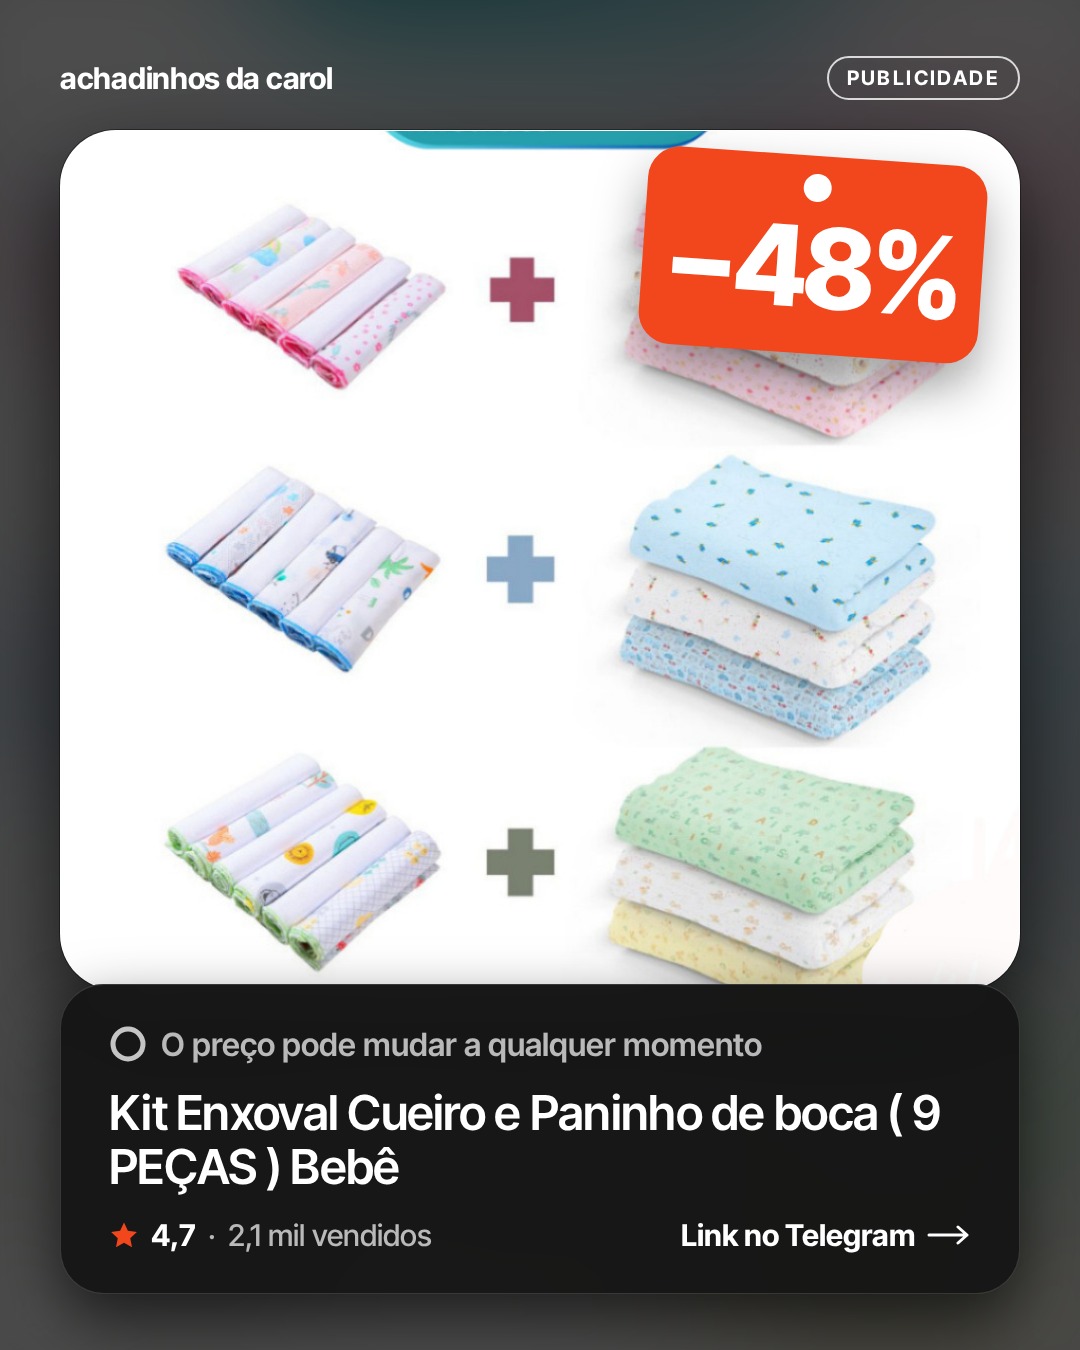 achadinhos da carol
PUBLICIDADE
−48%
O preço pode mudar a qualquer momento
Kit Enxoval Cueiro e Paninho de boca ( 9
PEÇAS ) Bebê
4,7 · 2,1 mil vendidos
Link no Telegram →